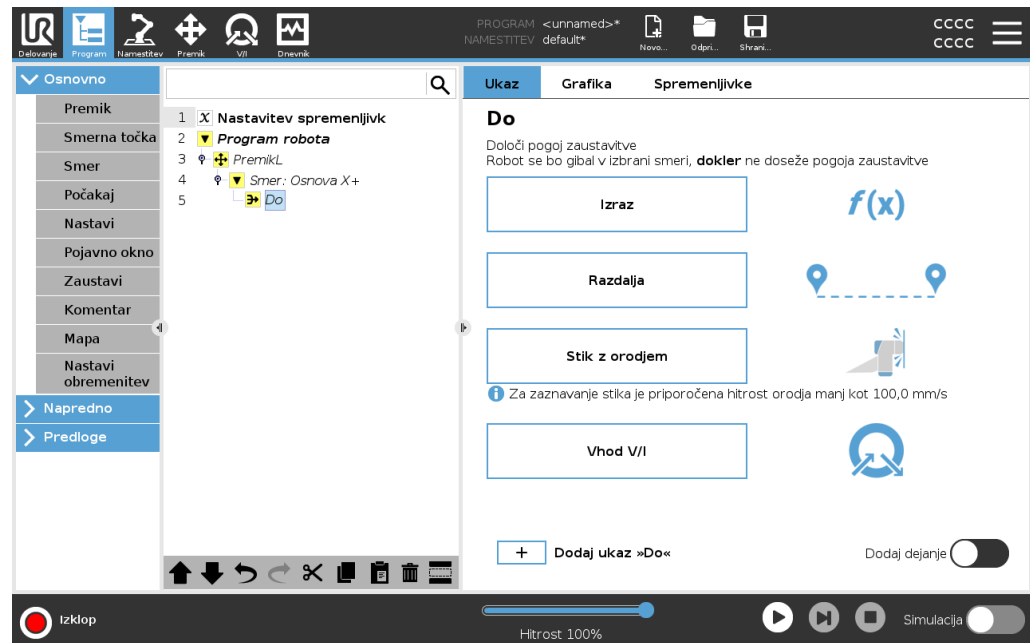 UR
Delovanje
Program
Namestitev
Premik
V/I
Dnevnik
PROGRAM <unnamed>*
NAMESTITEV default*
Novo...
Odpri...
Shrani...
CCCC
CCCC
Osnovno
Premik
Smerna točka
Smer
Počakaj
Nastavi
Pojavno okno
Zaustavi
Komentar
Mapa
Nastavi
obremenitev
Napredno
Predloge
1 X Nastavitev spremenljivk
2 Program robota
3 PremikL
4 Smer: Osnova X+
5 Do
Ukaz Grafika Spremenljivke
Do
Določi pogoj zaustavitve
Robot se bo gibal v izbrani smeri, dokler ne doseže pogoja zaustavitve
Izraz
f(x)
Razdalja
Stik z orodjem
Za zaznavanje stika je priporočena hitrost orodja manj kot 100,0 mm/s
Vhod V/I
+ Dodaj ukaz »Do«
Dodaj dejanje
Izklop
Hitrost 100%
Simulacija